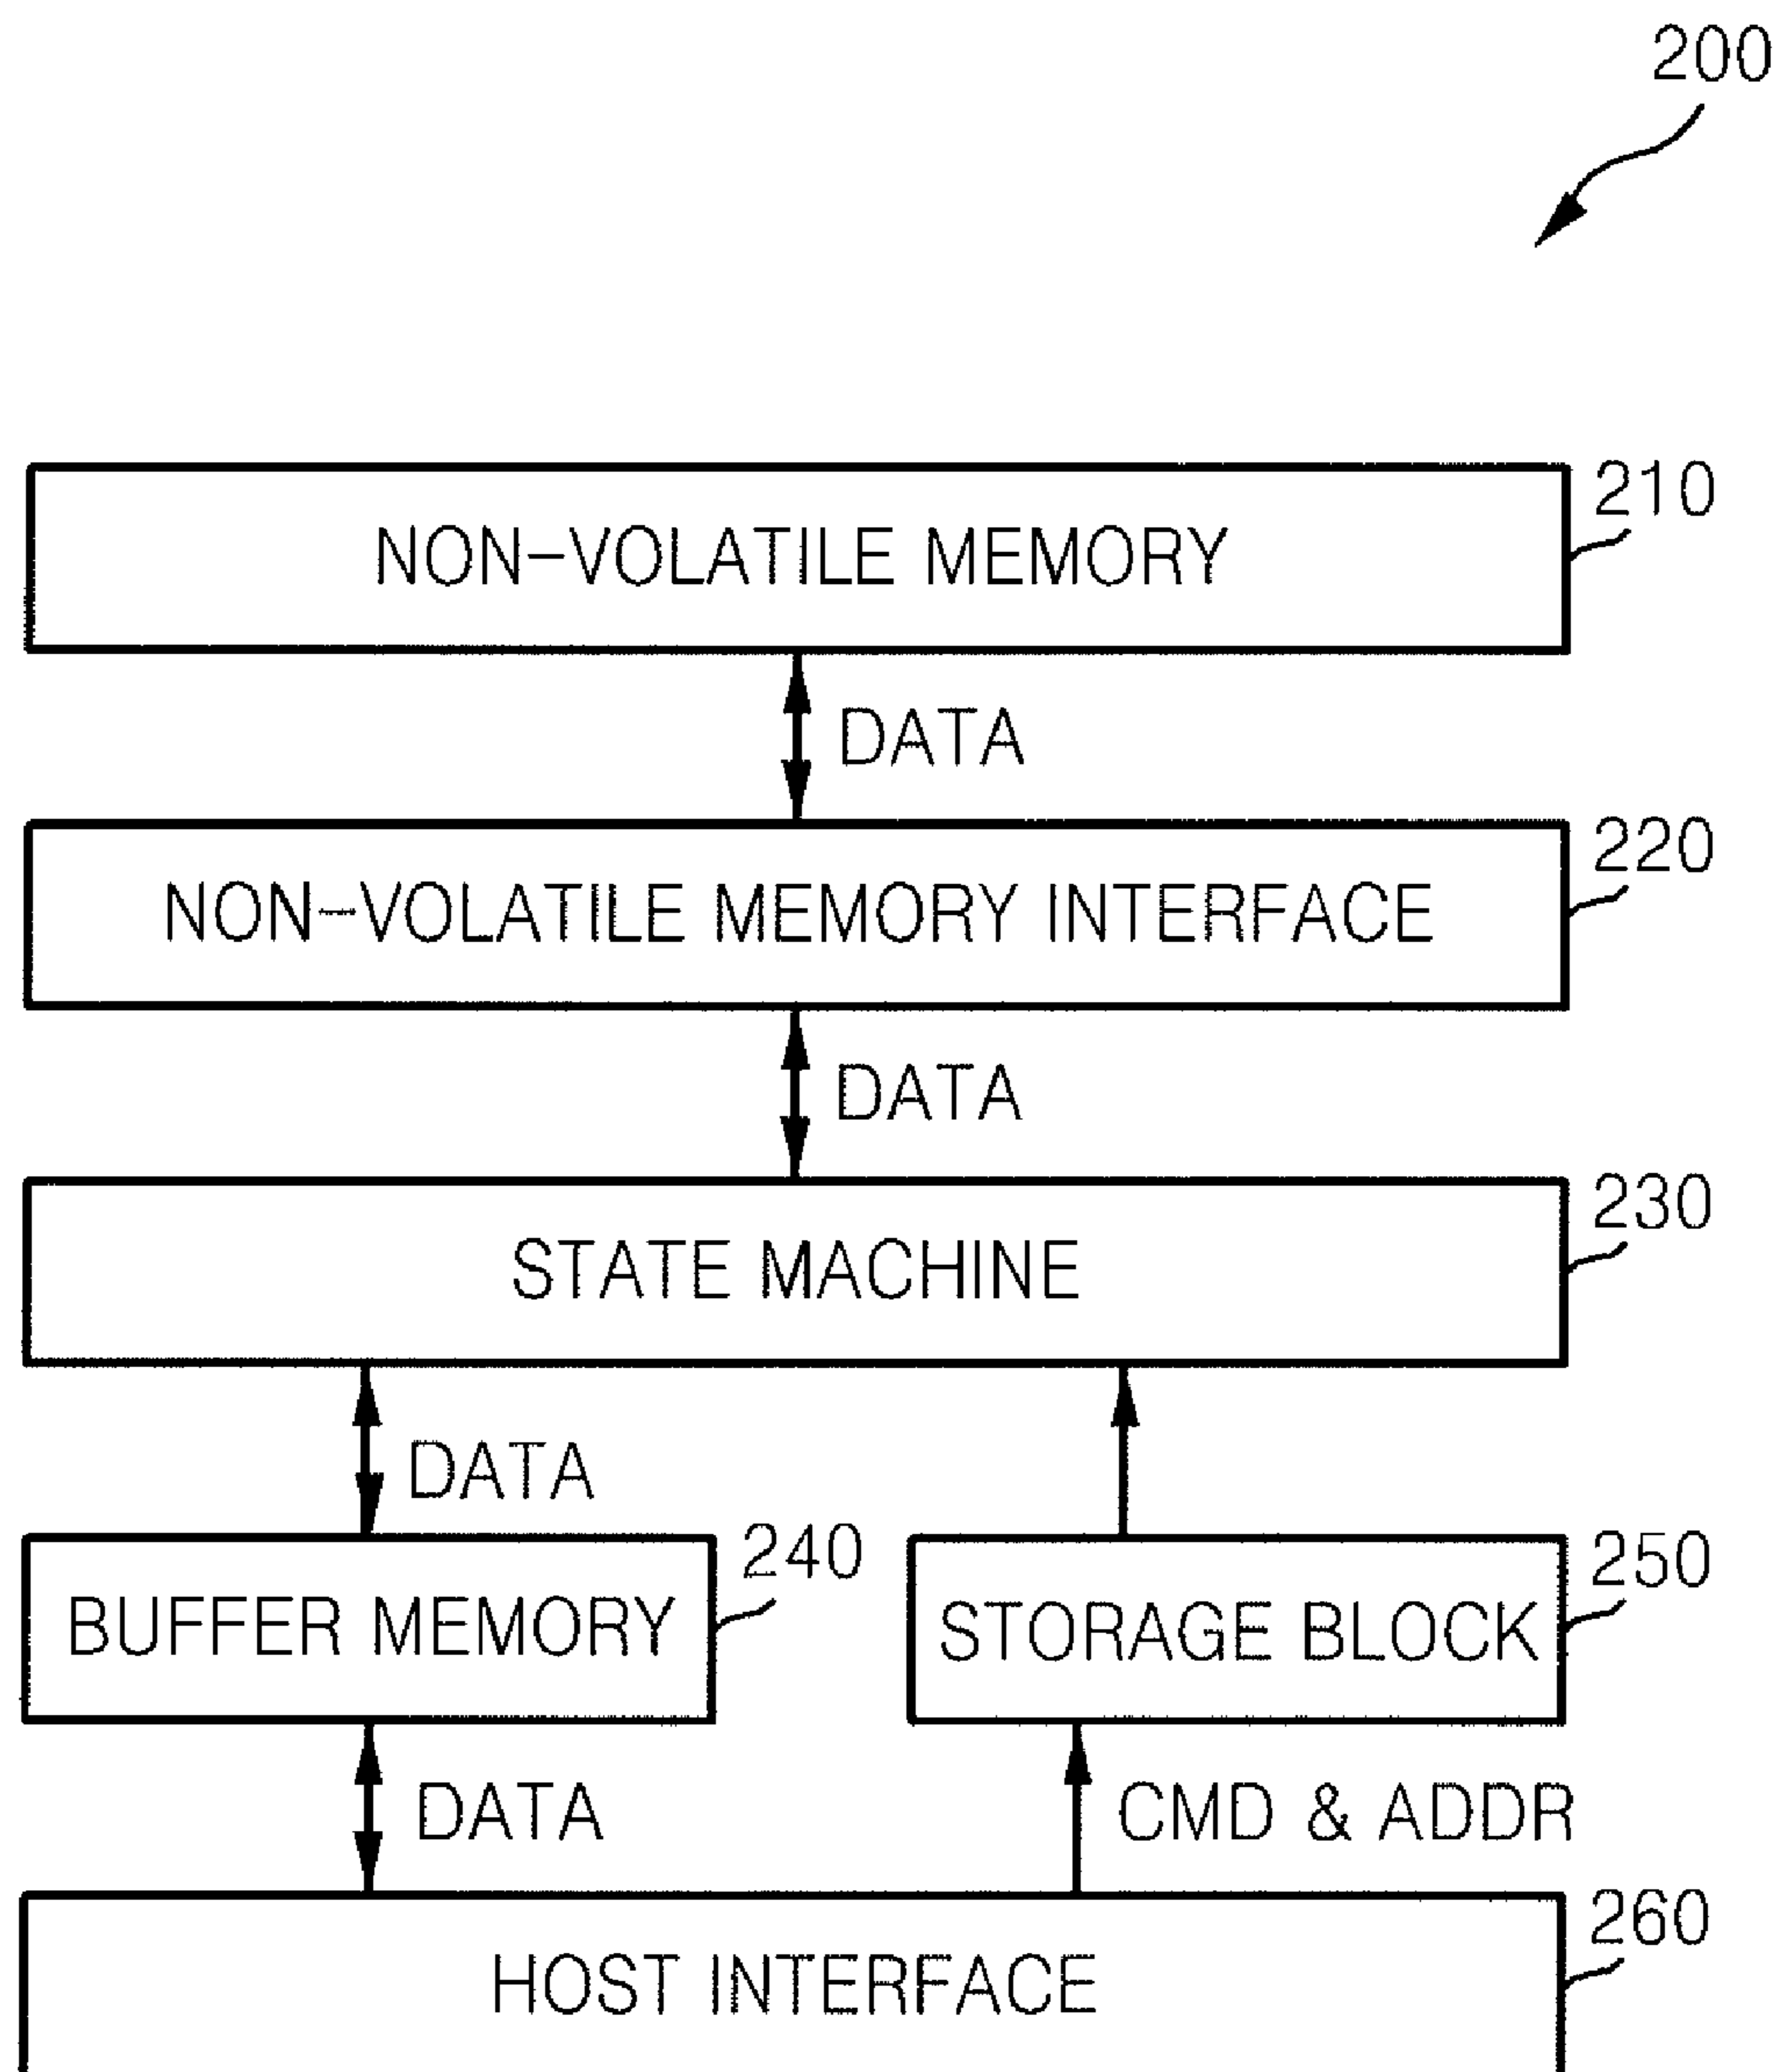 200
210
NON-VOLATILE MEMORY
DATA
220
NON-VOLATILE MEMORY INTERFACE
DATA
230
STATE MACHINE
DATA
240
250
BUFFER MEMORY
STORAGE BLOCK
DATA
CMD & ADDR
260
HOST INTERFACE